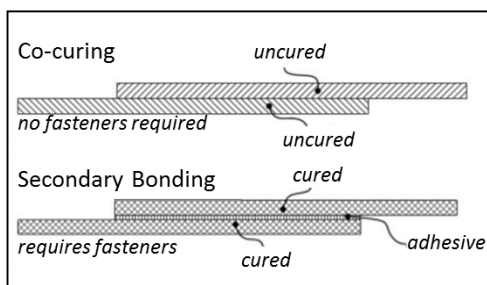 Co-curing
uncured
no fasteners required
uncured
Secondary Bonding
cured
requires fasteners
cured
adhesive